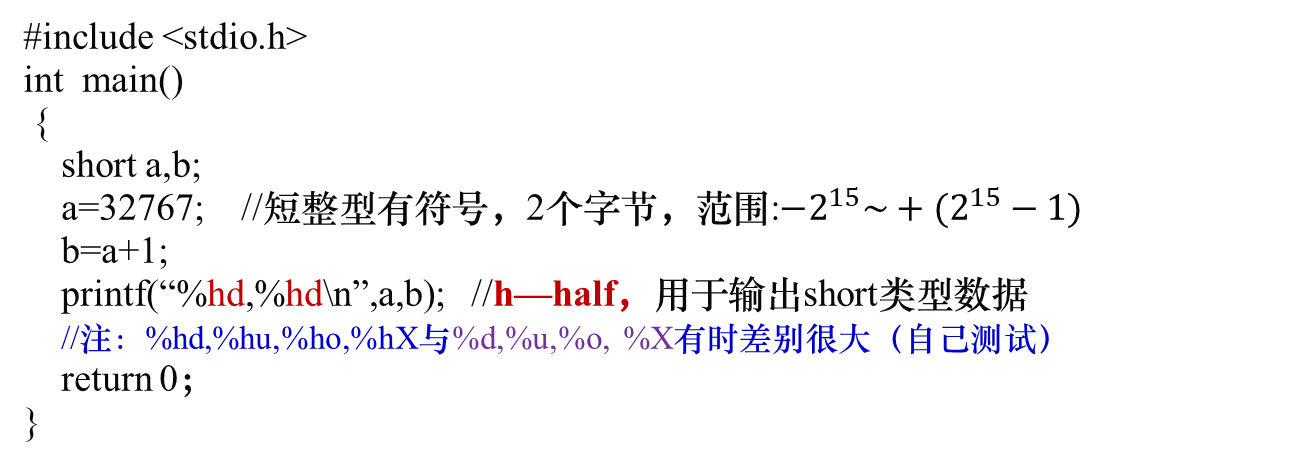 #include <stdio.h>
int  main()
{
short a,b;
a=32767;    //短整型有符号，2个字节，范围:−2¹⁵~ + (2¹⁵ − 1)
b=a+1;
printf(“%hd,%hd\n”,a,b);   //h—half，用于输出short类型数据
//注：%hd,%hu,%ho,%hX与%d,%u,%o, %X有时差别很大（自己测试）
return 0；
}